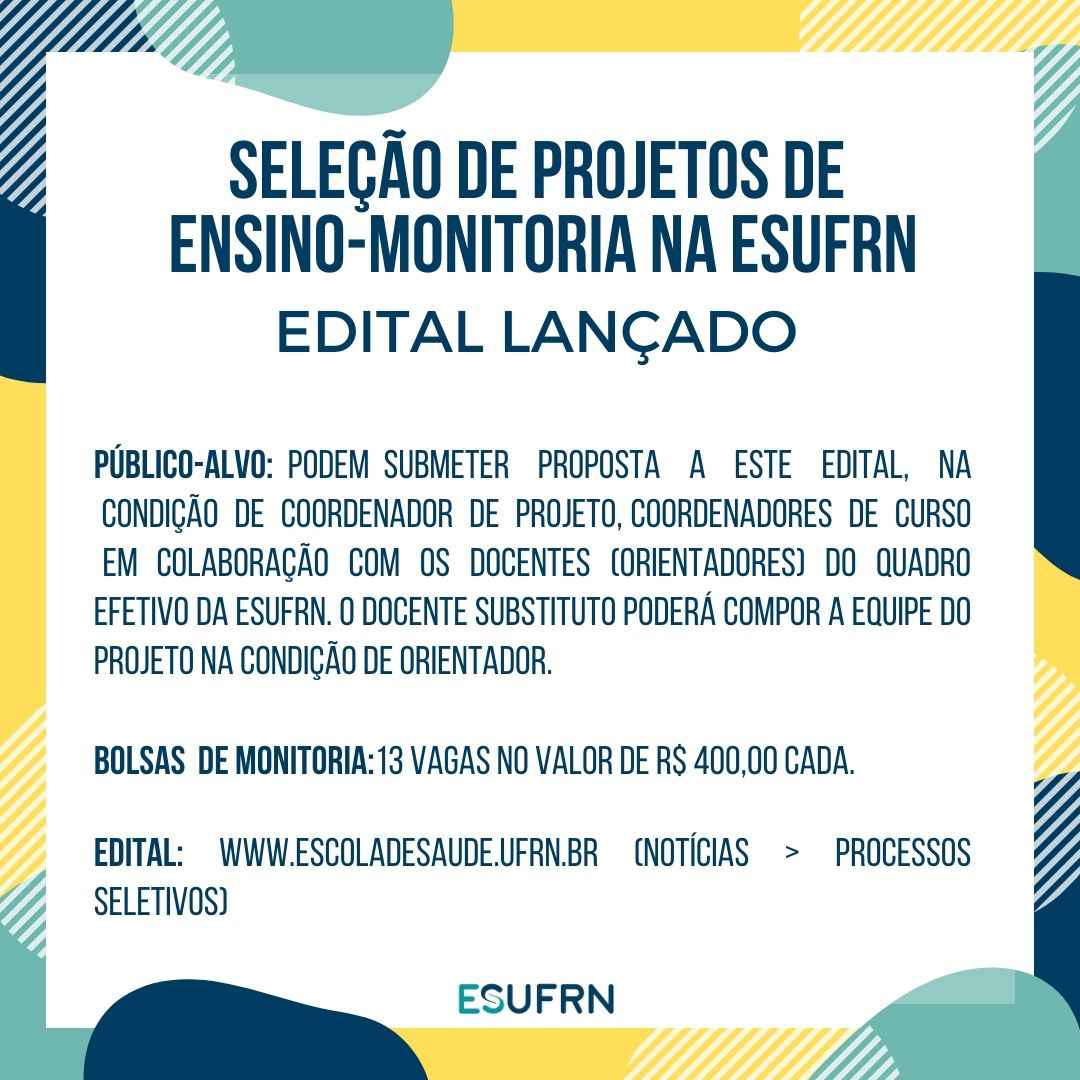 SELEÇÃO DE PROJETOS DE
ENSINO-MONITORIA NA ESUFRN
EDITAL LANÇADO
PÚBLICO-ALVO: PODEM SUBMETER PROPOSTA A ESTE EDITAL, NA
CONDIÇÃO DE COORDENADOR DE PROJETO, COORDENADORES DE CURSO
EM COLABORAÇÃO COM OS DOCENTES (ORIENTADORES) DO QUADRO
EFETIVO DA ESUFRN. O DOCENTE SUBSTITUTO PODERÁ COMPOR A EQUIPE DO
PROJETO NA CONDIÇÃO DE ORIENTADOR.
BOLSAS DE MONITORIA:13 VAGAS NO VALOR DE R$ 400,00 CADA.
EDITAL: WWW.ESCOLADESAUDE.UFRN.BR (NOTÍCIAS > PROCESSOS
SELETIVOS)
ESUFRN